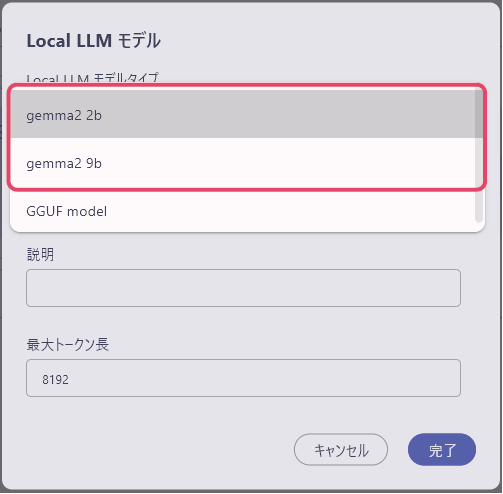 Local LLM モデル
Local LLM モデルタイプ
gemma2 2b
gemma2 9b
GGUF model
説明
最大トークン長
8192
キャンセル
完了